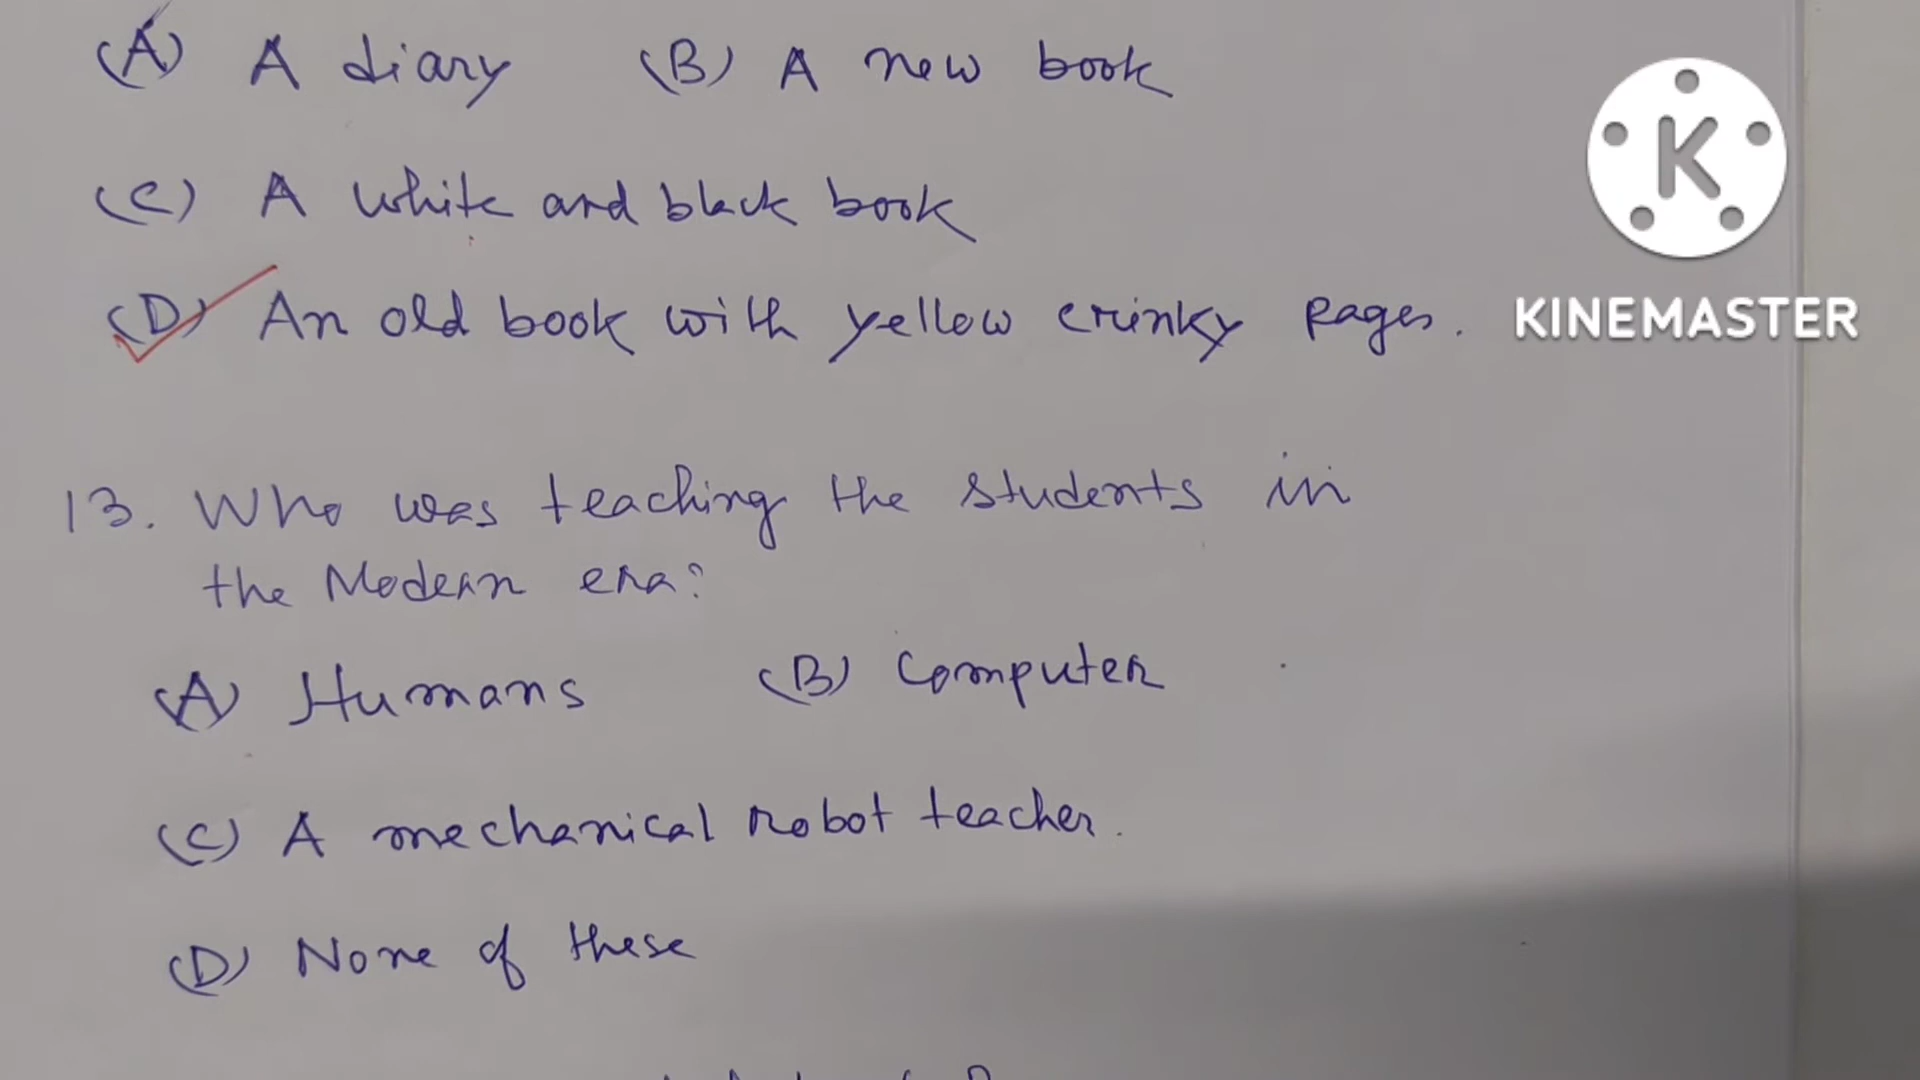 (A) A diary (B) A new book
(C) A white and black book
(D) An old book with yellow crinky pages.
KINEMASTER
13. Who was teaching the students in
the Modern era?
(A) Humans (B) Computer
(C) A mechanical robot teacher.
(D) None of these